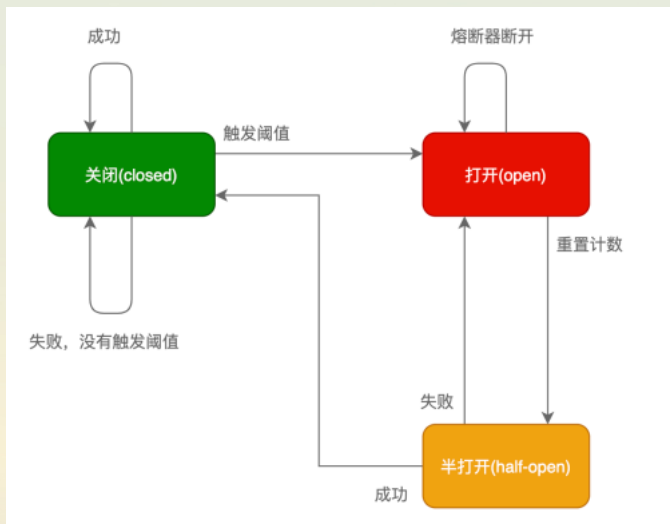 成功
熔断器断开
触发阈值
关闭(closed)
打开(open)
重置计数
失败，没有触发阈值
失败
半打开(half-open)
成功